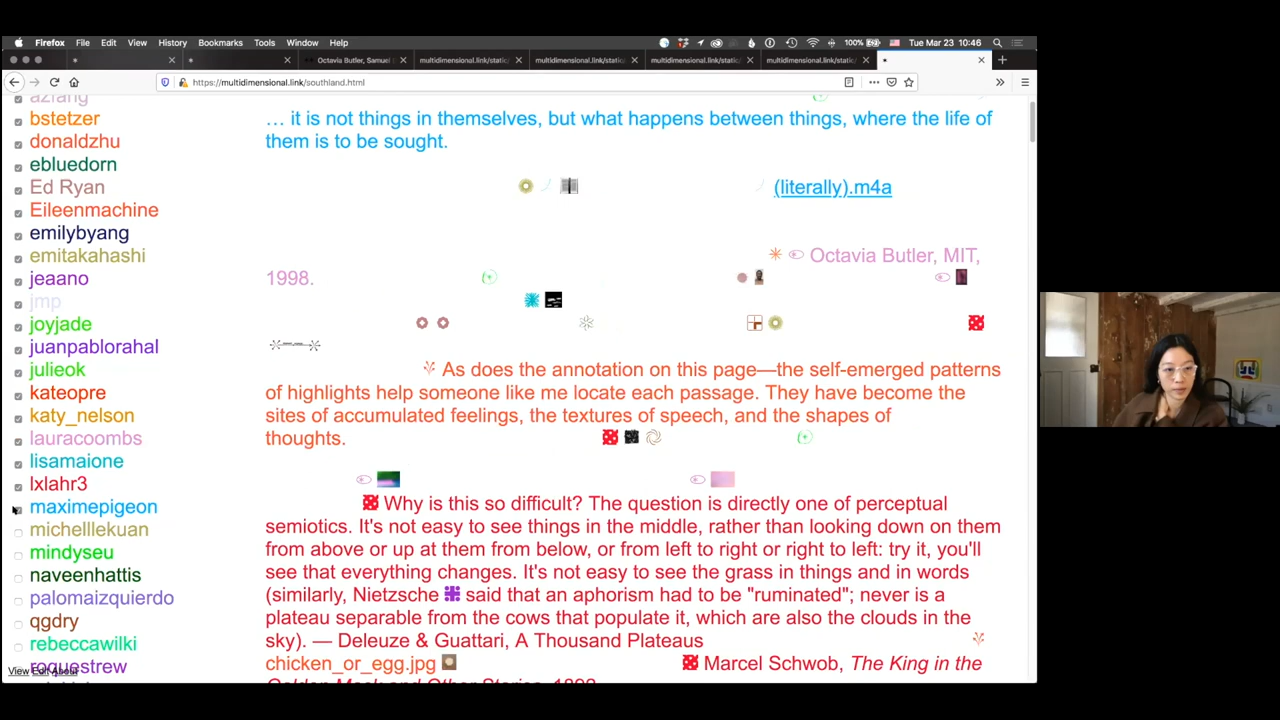 Firefox File Edit View History Bookmarks Tools Window Help 100% Tue Mar 23 10:46
Octavia Butler, Samuel multidimensional.link/static multidimensional.link/static multidimensional.link/static multidimensional.link/static
https://multidimensional.link/southland.html
azfang
bstetzer
donaldzhu
ebluedorn
Ed Ryan
Eileenmachine
emilybyang
emitakahashi
jeaano
jmp
joyjade
juanpablorahal
julieok
kateopre
katy_nelson
lauracoombs
lisamaione
lxlahr3
maximepigeon
michelllekuan
mindyseu
naveenhattis
palomaizquierdo
qgdry
rebeccawilki
roquestrew
View Edit About
… it is not things in themselves, but what happens between things, where the life of
them is to be sought.
(literally).m4a
Octavia Butler, MIT,
1998.
As does the annotation on this page—the self-emerged patterns
of highlights help someone like me locate each passage. They have become the
sites of accumulated feelings, the textures of speech, and the shapes of
thoughts.
Why is this so difficult? The question is directly one of perceptual
semiotics. It's not easy to see things in the middle, rather than looking down on them
from above or up at them from below, or from left to right or right to left: try it, you'll
see that everything changes. It's not easy to see the grass in things and in words
(similarly, Nietzsche said that an aphorism had to be "ruminated"; never is a
plateau separable from the cows that populate it, which are also the clouds in the
sky). — Deleuze & Guattari, A Thousand Plateaus
chicken_or_egg.jpg Marcel Schwob, The King in the
Golden Mask and Other Stories, 1892